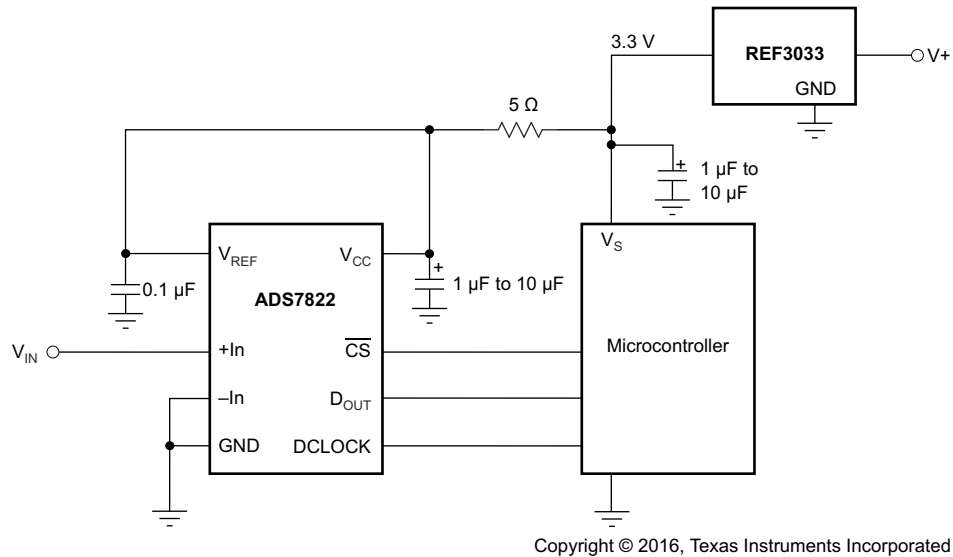 3.3 V
REF3033
V+
GND
5 Ω
+
1 µF to
10 µF
VREF
VCC
+
VS
0.1 µF
ADS7822
1 µF to 10 µF
VIN
+In
CS
Microcontroller
–In
DOUT
GND
DCLOCK
Copyright © 2016, Texas Instruments Incorporated